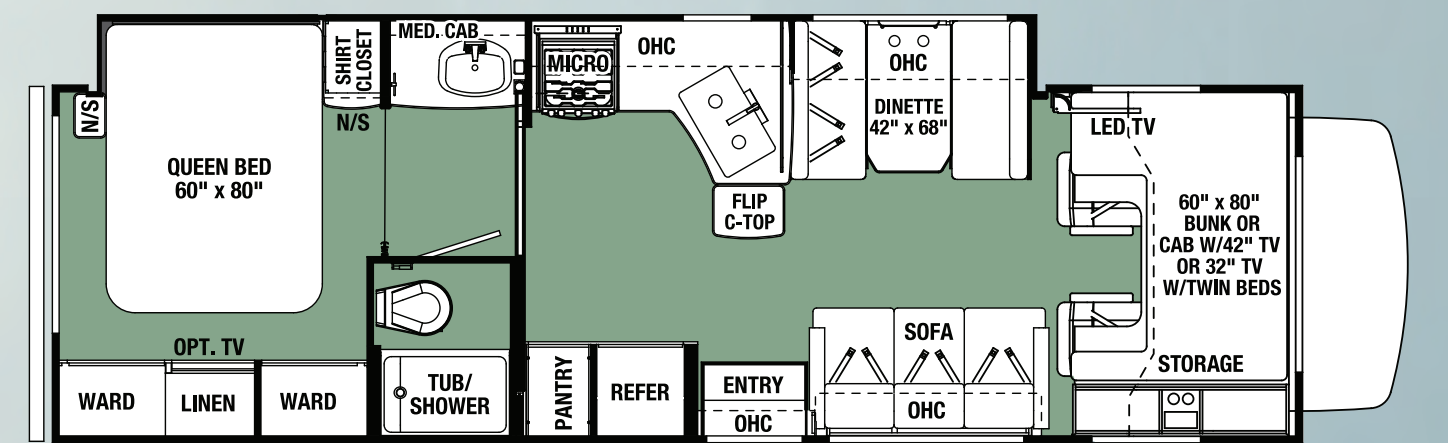 MED. CAB
SHIRT
CLOSET
N/S
N/S
QUEEN BED
60" x 80"
OPT. TV
WARD
LINEN
WARD
TUB/
SHOWER
MICRO
OHC
FLIP
C-TOP
OHC
DINETTE
42" x 68"
LED TV
60" x 80"
BUNK OR
CAB W/42" TV
OR 32" TV
W/TWIN BEDS
STORAGE
PANTRY
REFER
ENTRY
OHC
SOFA
OHC